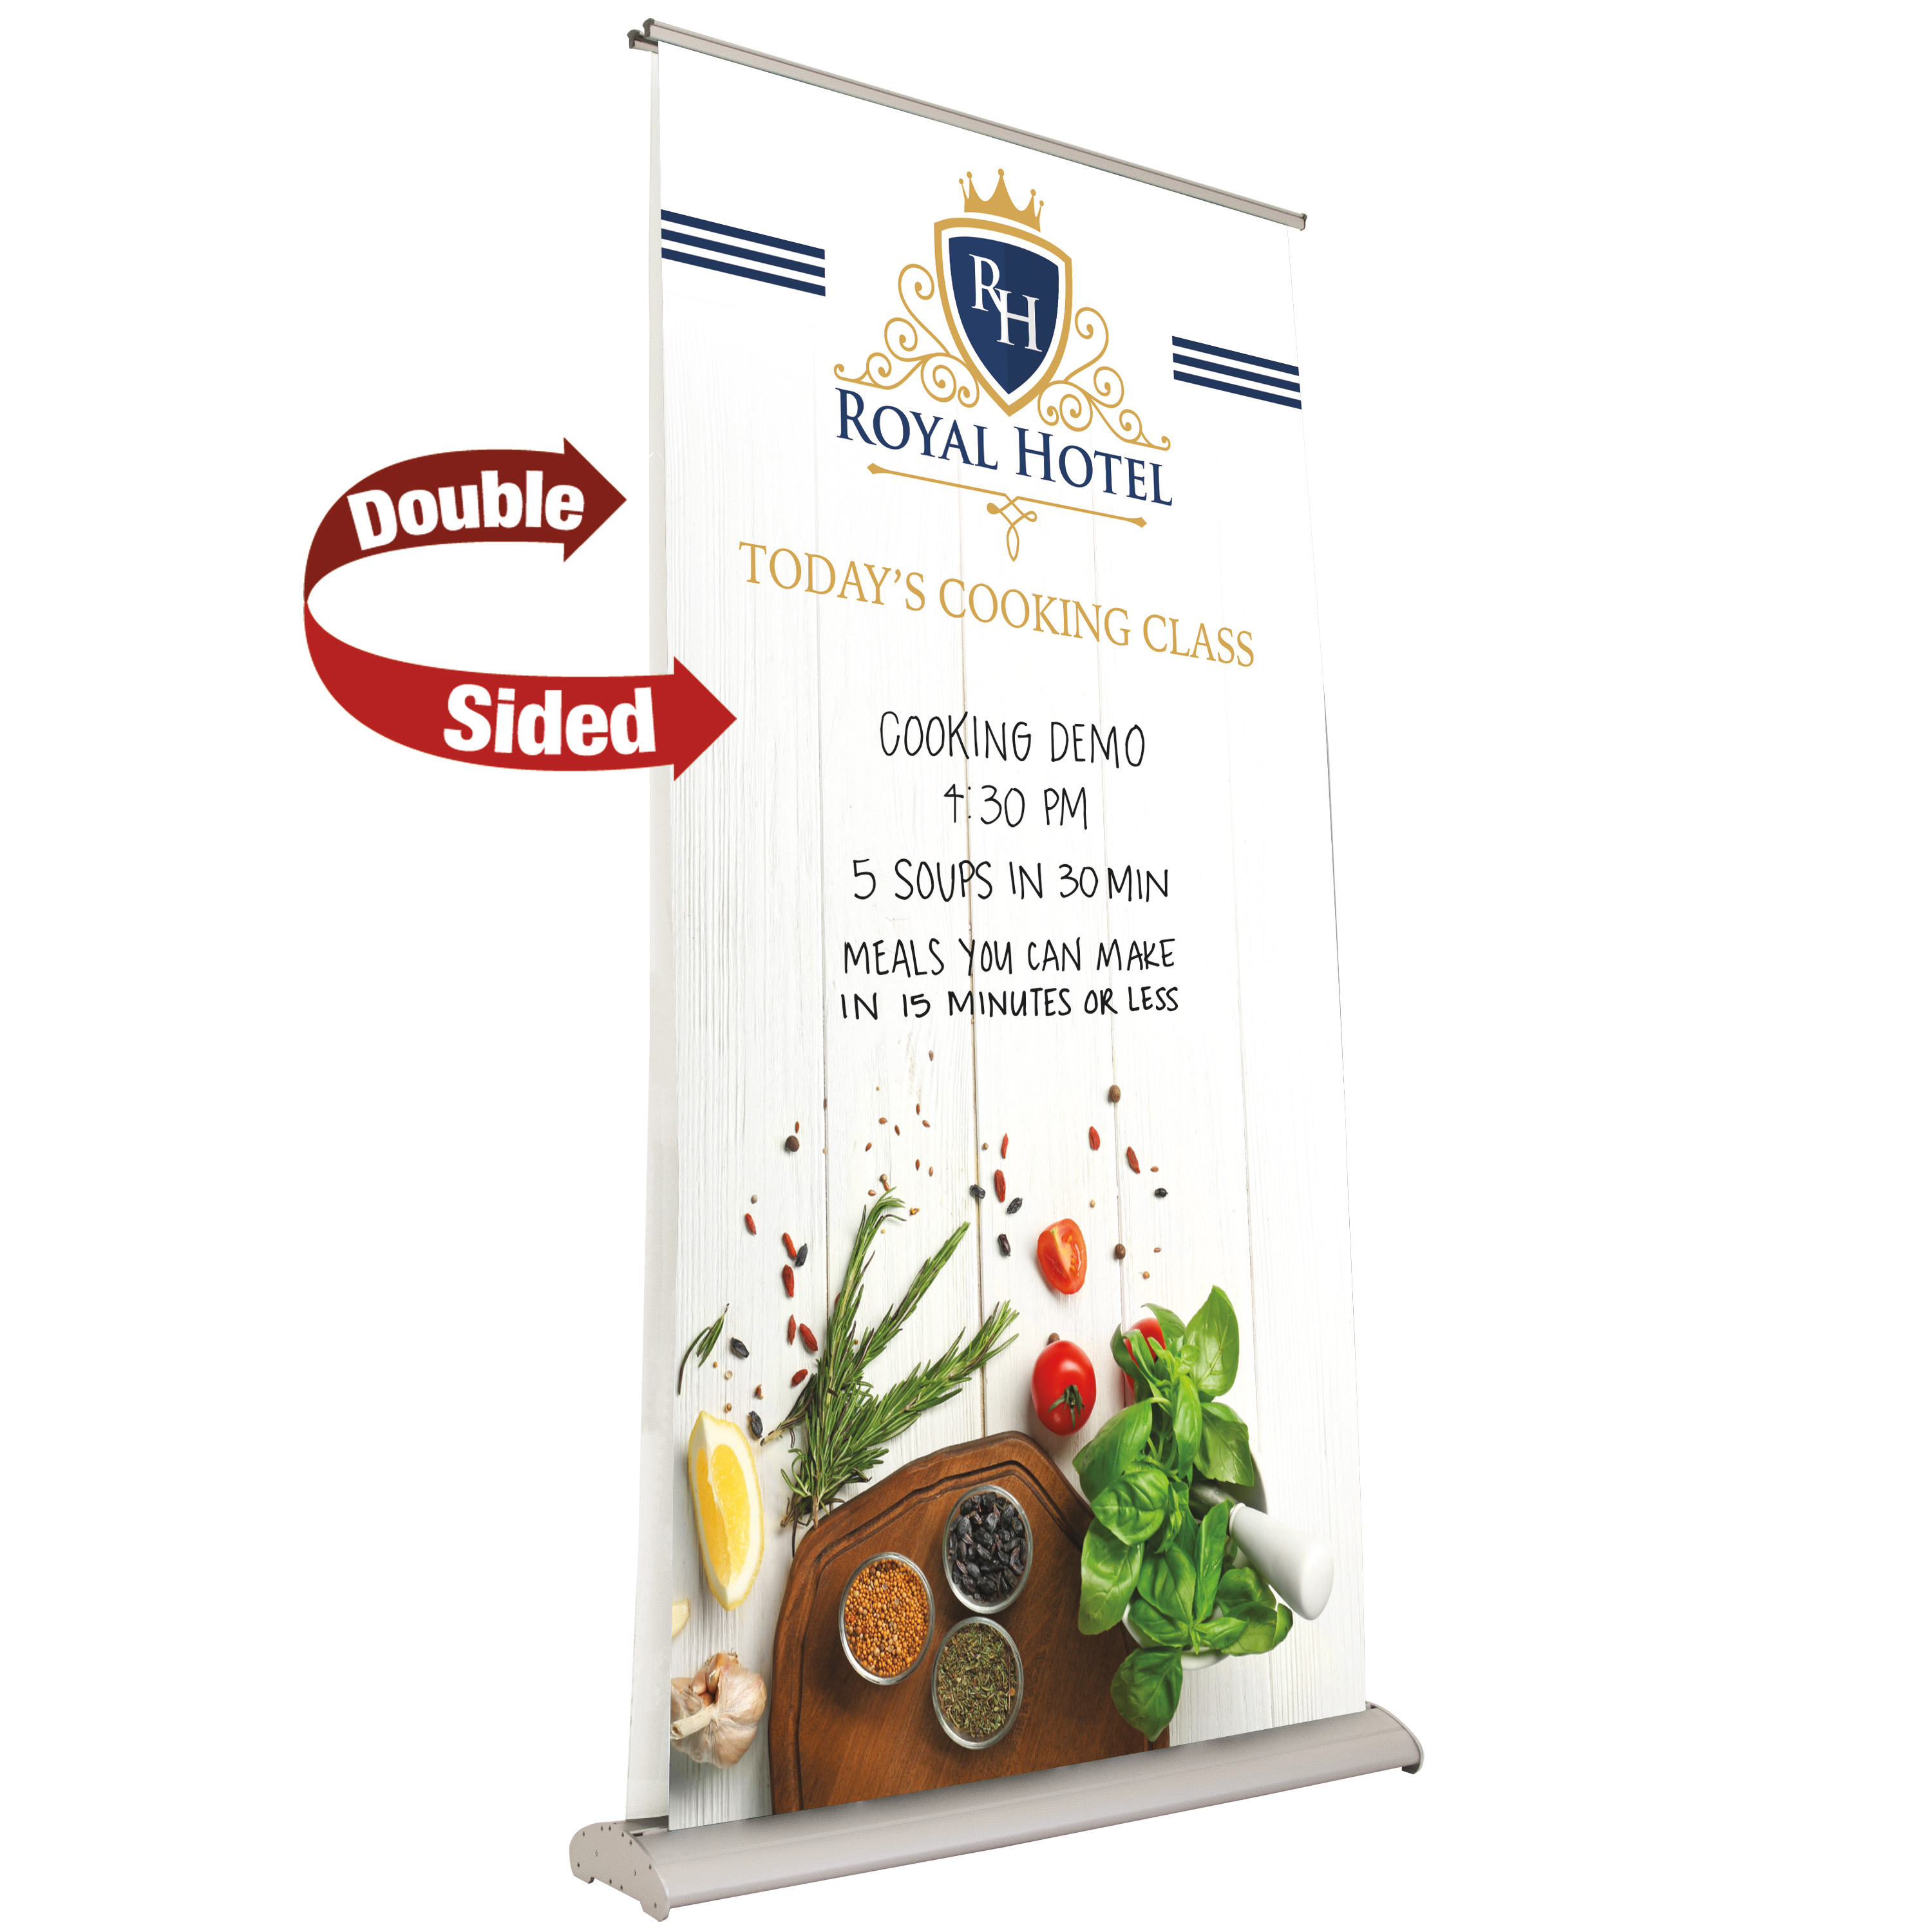 RH
ROYAL HOTEL
TODAY'S COOKING CLASS
Double
Sided
COOKING DEMO
4:30 PM
5 SOUPS IN 30 MIN
MEALS YOU CAN MAKE
IN 15 MINUTES OR LESS